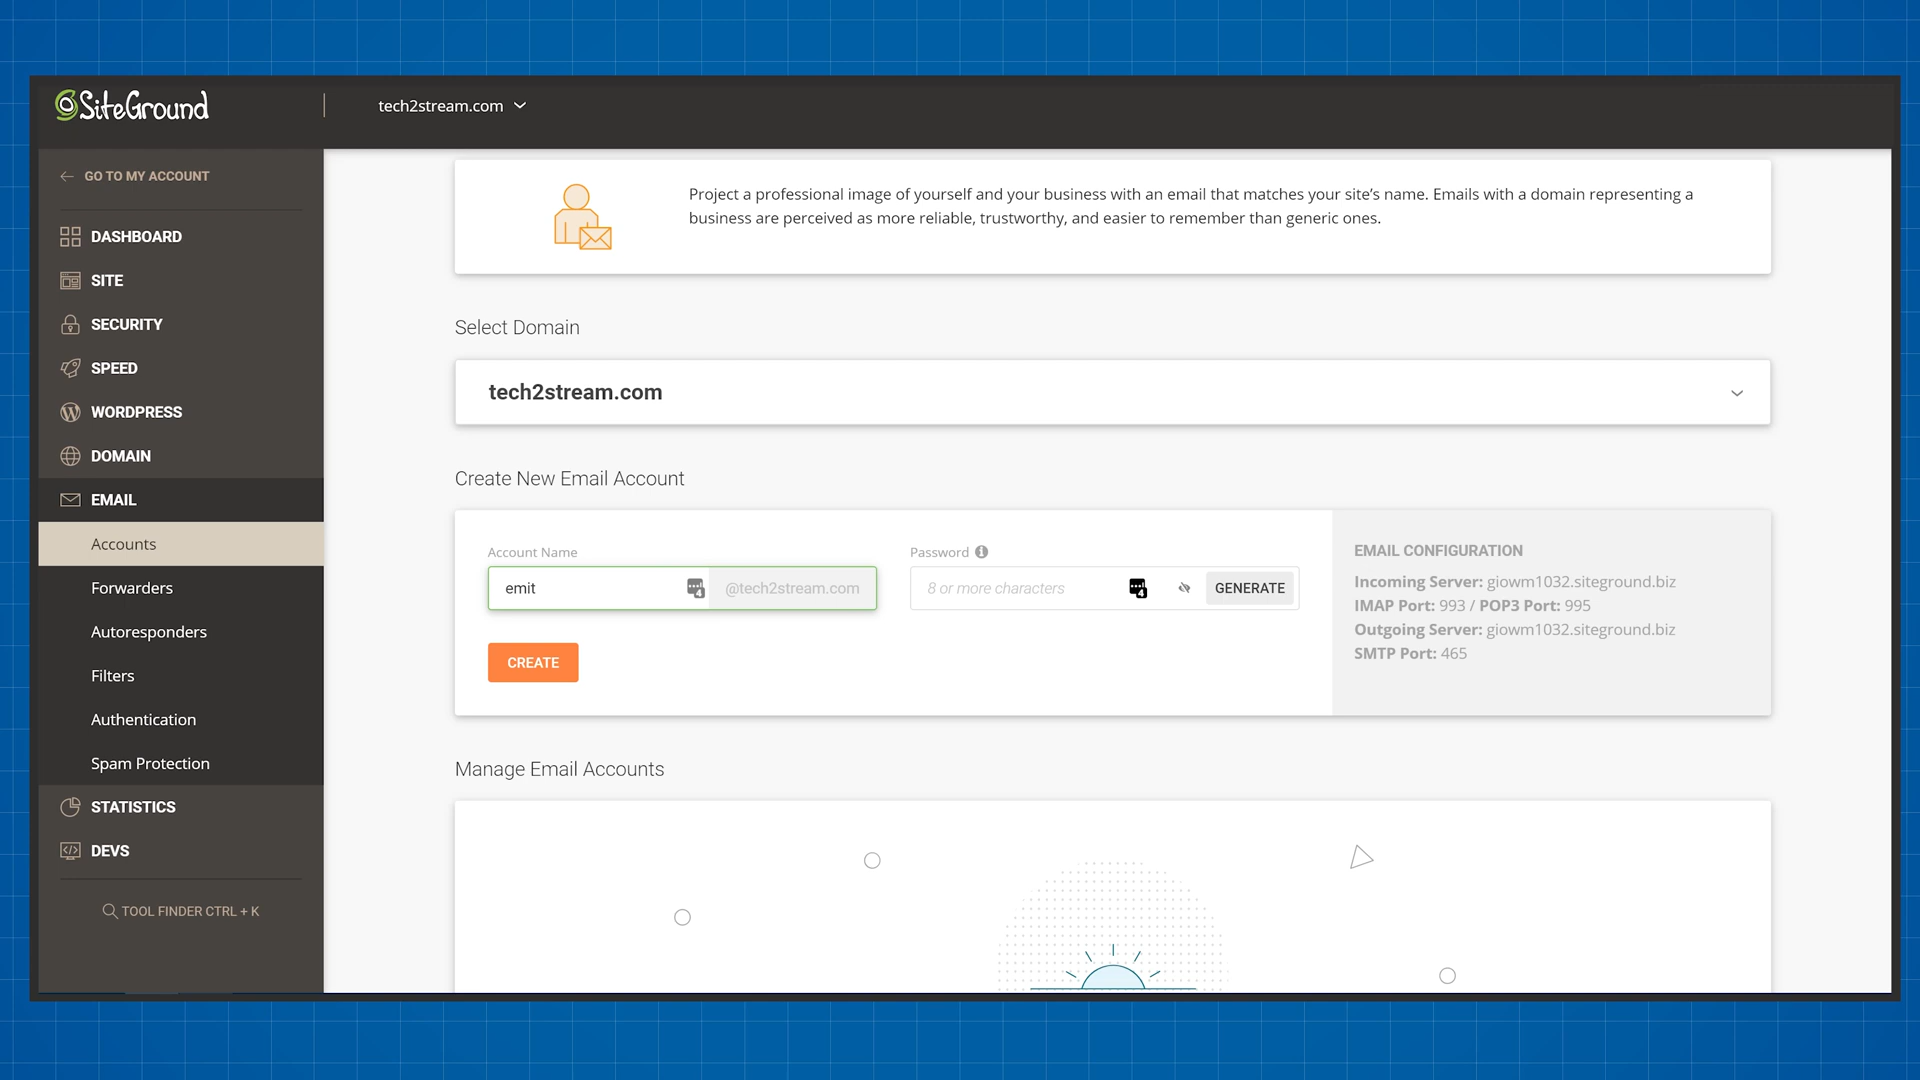 SiteGround
tech2stream.com
GO TO MY ACCOUNT
DASHBOARD
SITE
SECURITY
SPEED
WORDPRESS
DOMAIN
EMAIL
Accounts
Forwarders
Autoresponders
Filters
Authentication
Spam Protection
STATISTICS
DEVS
TOOL FINDER CTRL + K
Project a professional image of yourself and your business with an email that matches your site's name. Emails with a domain representing a
business are perceived as more reliable, trustworthy, and easier to remember than generic ones.
Select Domain
tech2stream.com
Create New Email Account
Account Name
emit
4
@tech2stream.com
Password
8 or more characters
4
GENERATE
CREATE
EMAIL CONFIGURATION
Incoming Server: giowm1032.siteground.biz
IMAP Port: 993 / POP3 Port: 995
Outgoing Server: giowm1032.siteground.biz
SMTP Port: 465
Manage Email Accounts